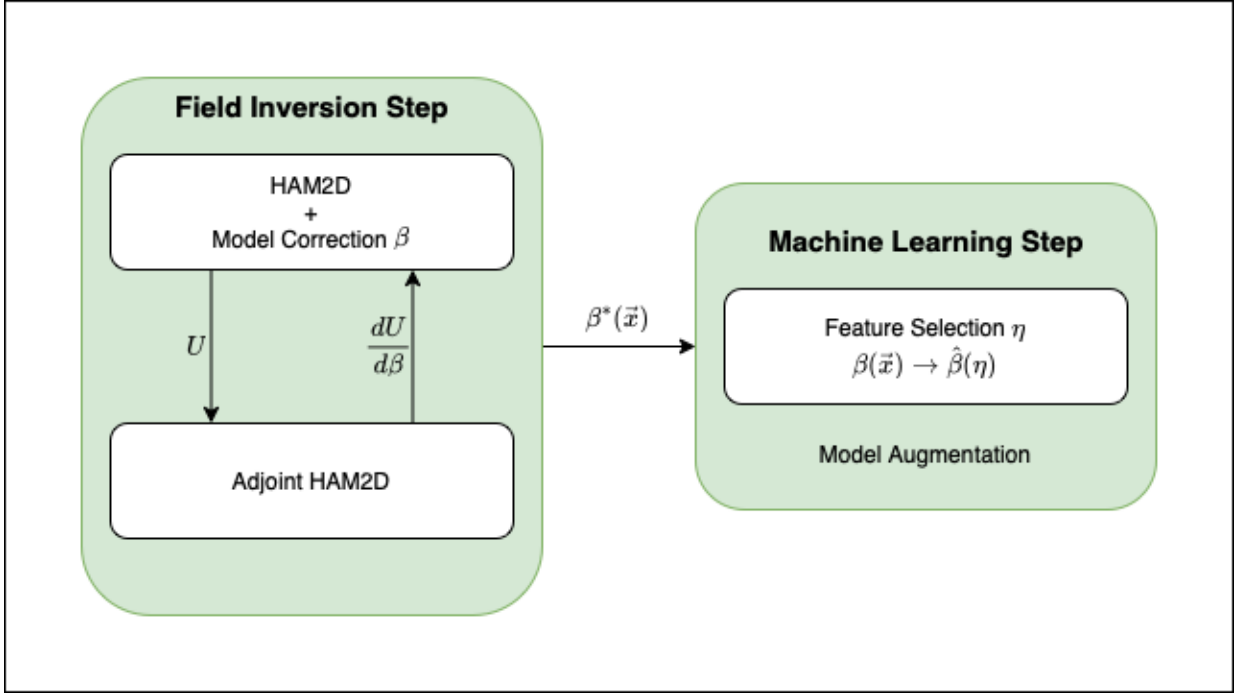 Field Inversion Step
HAM2D
+
Model Correction β
U
dU
dβ
Adjoint HAM2D
β*(x⃗)
Machine Learning Step
Feature Selection η
β(x⃗) → β̂(η)
Model Augmentation